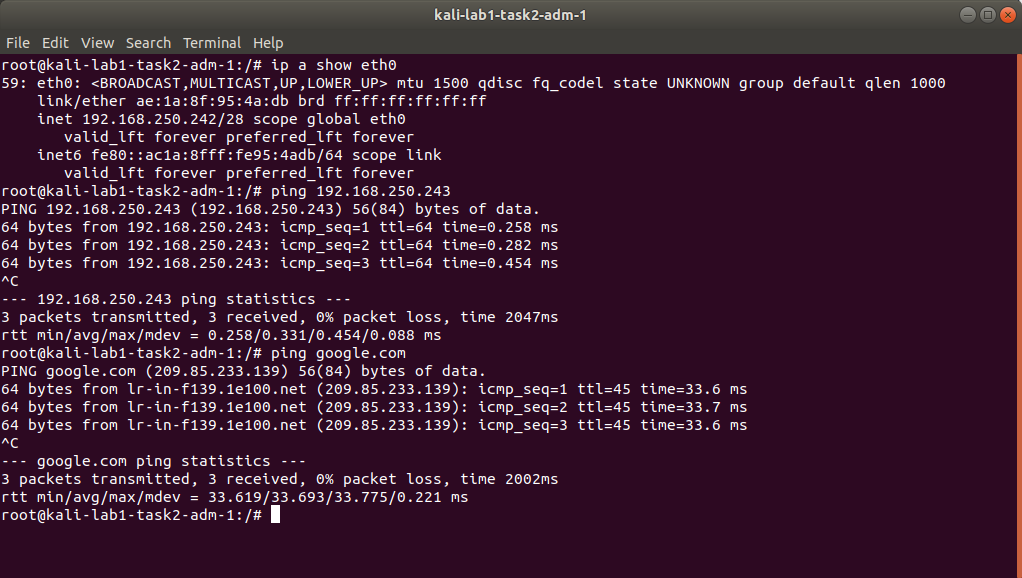 kali-lab1-task2-adm-1
File Edit View Search Terminal Help
root@kali-lab1-task2-adm-1:/# ip a show eth0
59: eth0: <BROADCAST,MULTICAST,UP,LOWER_UP> mtu 1500 qdisc fq_codel state UNKNOWN group default qlen 1000
    link/ether ae:1a:8f:95:4a:db brd ff:ff:ff:ff:ff:ff
    inet 192.168.250.242/28 scope global eth0
       valid_lft forever preferred_lft forever
    inet6 fe80::ac1a:8fff:fe95:4adb/64 scope link
       valid_lft forever preferred_lft forever
root@kali-lab1-task2-adm-1:/# ping 192.168.250.243
PING 192.168.250.243 (192.168.250.243) 56(84) bytes of data.
64 bytes from 192.168.250.243: icmp_seq=1 ttl=64 time=0.258 ms
64 bytes from 192.168.250.243: icmp_seq=2 ttl=64 time=0.282 ms
64 bytes from 192.168.250.243: icmp_seq=3 ttl=64 time=0.454 ms
^C
--- 192.168.250.243 ping statistics ---
3 packets transmitted, 3 received, 0% packet loss, time 2047ms
rtt min/avg/max/mdev = 0.258/0.331/0.454/0.088 ms
root@kali-lab1-task2-adm-1:/# ping google.com
PING google.com (209.85.233.139) 56(84) bytes of data.
64 bytes from lr-in-f139.1e100.net (209.85.233.139): icmp_seq=1 ttl=45 time=33.6 ms
64 bytes from lr-in-f139.1e100.net (209.85.233.139): icmp_seq=2 ttl=45 time=33.7 ms
64 bytes from lr-in-f139.1e100.net (209.85.233.139): icmp_seq=3 ttl=45 time=33.6 ms
^C
--- google.com ping statistics ---
3 packets transmitted, 3 received, 0% packet loss, time 2002ms
rtt min/avg/max/mdev = 33.619/33.693/33.775/0.221 ms
root@kali-lab1-task2-adm-1:/#